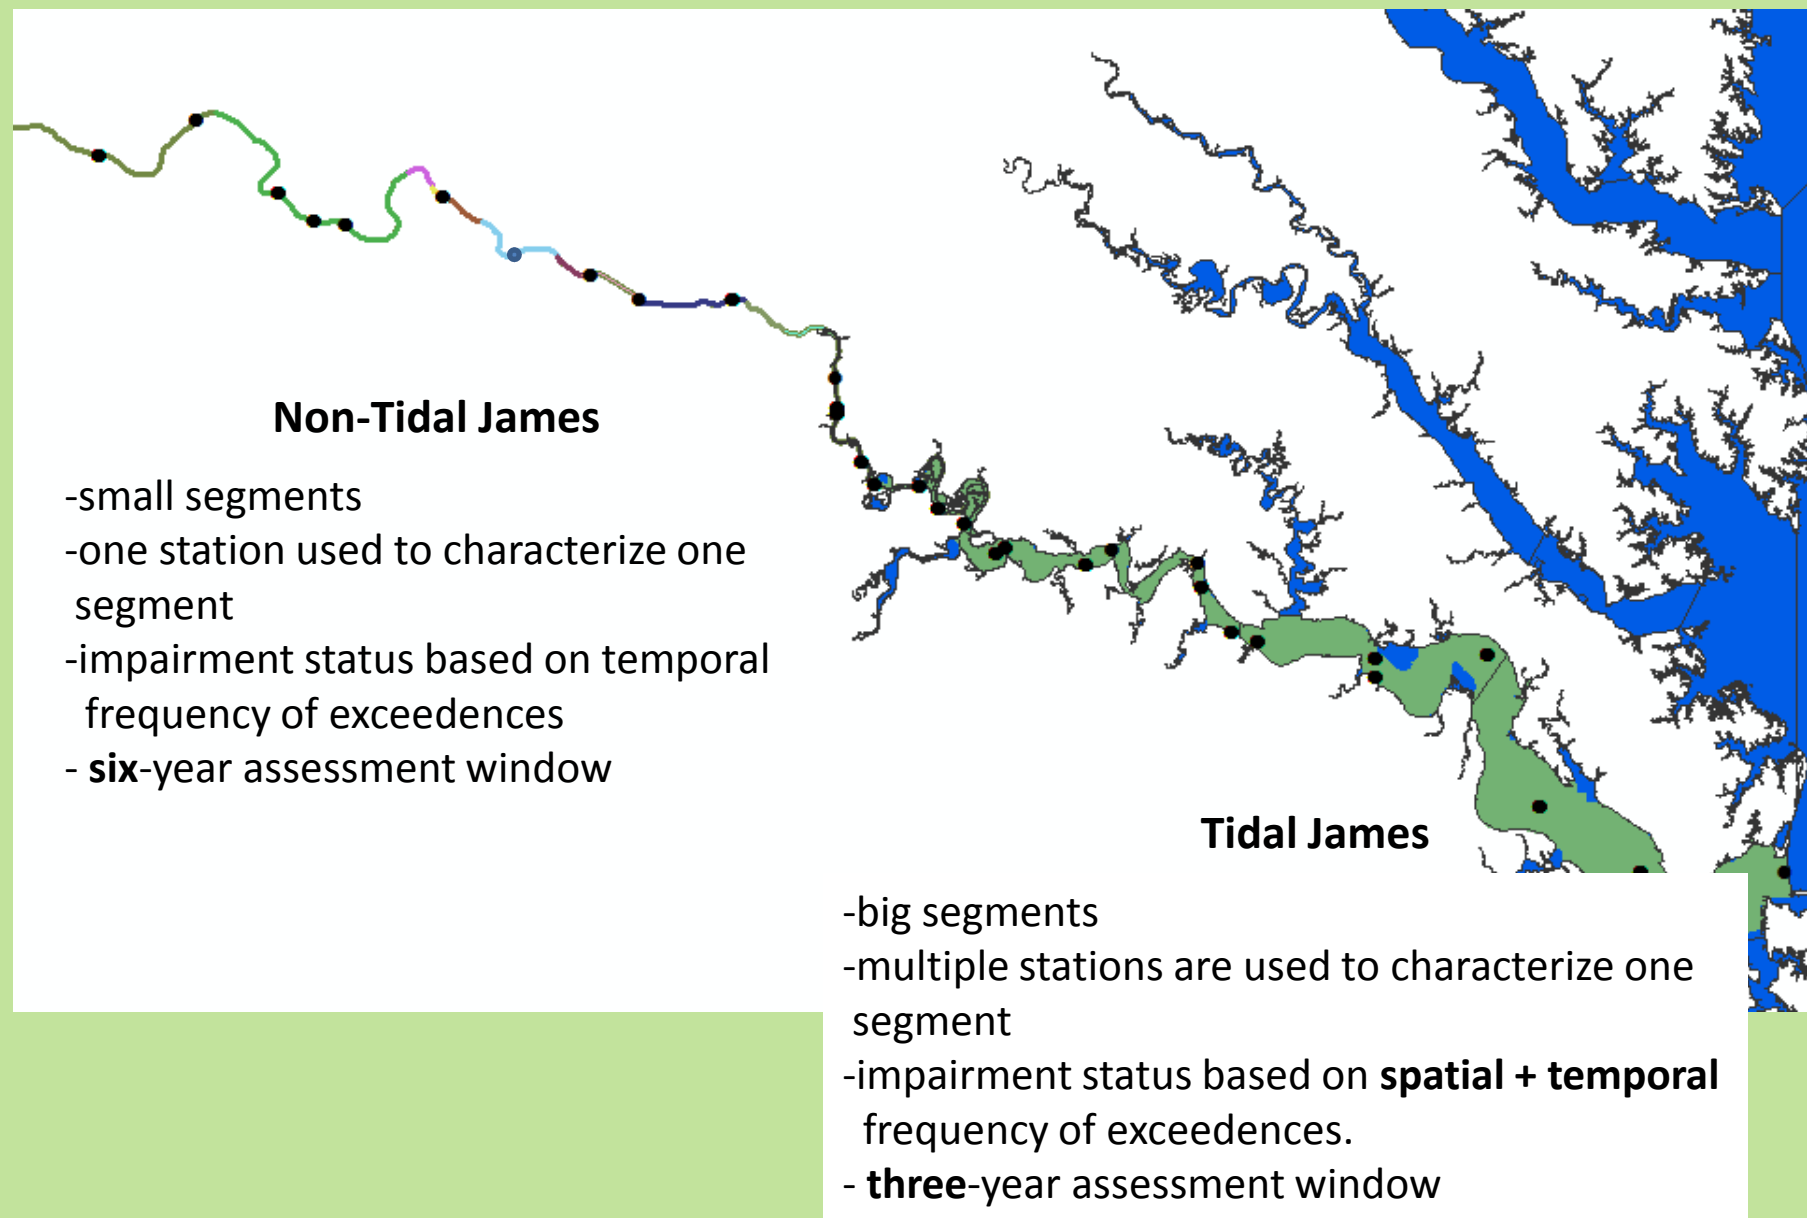 Non-Tidal James
-small segments
-one station used to characterize one
segment
-impairment status based on temporal
frequency of exceedences
- six-year assessment window
Tidal James
-big segments
-multiple stations are used to characterize one
segment
-impairment status based on spatial + temporal
frequency of exceedences.
- three-year assessment window